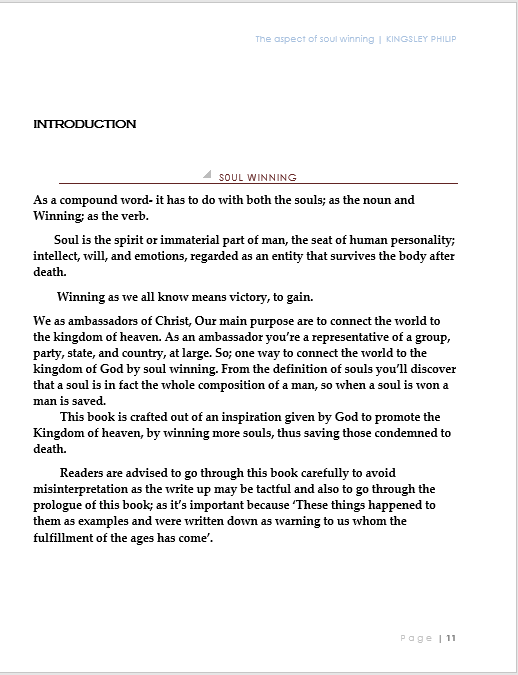 The aspect of soul winning | KINGSLEY PHILIP
INTRODUCTION
SOUL WINNING
As a compound word- it has to do with both the souls; as the noun and
Winning; as the verb.
Soul is the spirit or immaterial part of man, the seat of human personality;
intellect, will, and emotions, regarded as an entity that survives the body after
death.
Winning as we all know means victory, to gain.
We as ambassadors of Christ, Our main purpose are to connect the world to
the kingdom of heaven. As an ambassador you're a representative of a group,
party, state, and country, at large. So; one way to connect the world to the
kingdom of God by soul winning. From the definition of souls you'll discover
that a soul is in fact the whole composition of a man, so when a soul is won a
man is saved.
This book is crafted out of an inspiration given by God to promote the
Kingdom of heaven, by winning more souls, thus saving those condemned to
death.
Readers are advised to go through this book carefully to avoid
misinterpretation as the write up may be tactful and also to go through the
prologue of this book; as it's important because 'These things happened to
them as examples and were written down as warning to us whom the
fulfillment of the ages has come'.
Page | 11